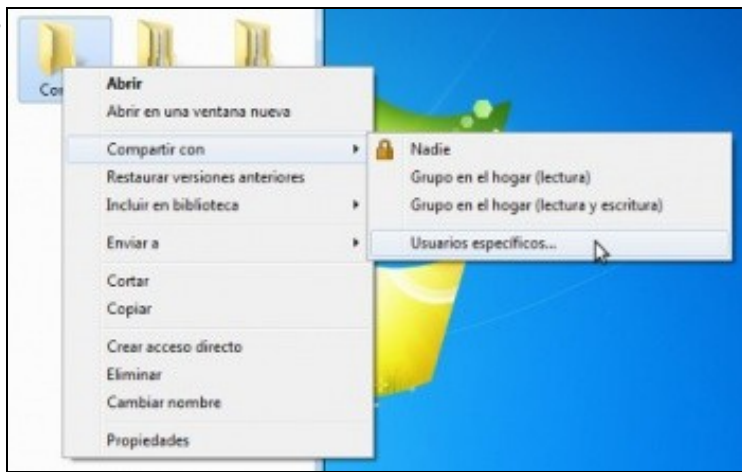 Abrir
Abrir en una ventana nueva
Compartir con
Restaurar versiones anteriores
Incluir en biblioteca
Enviar a
Cortar
Copiar
Crear acceso directo
Eliminar
Cambiar nombre
Propiedades
Nadie
Grupo en el hogar (lectura)
Grupo en el hogar (lectura y escritura)
Usuarios específicos...